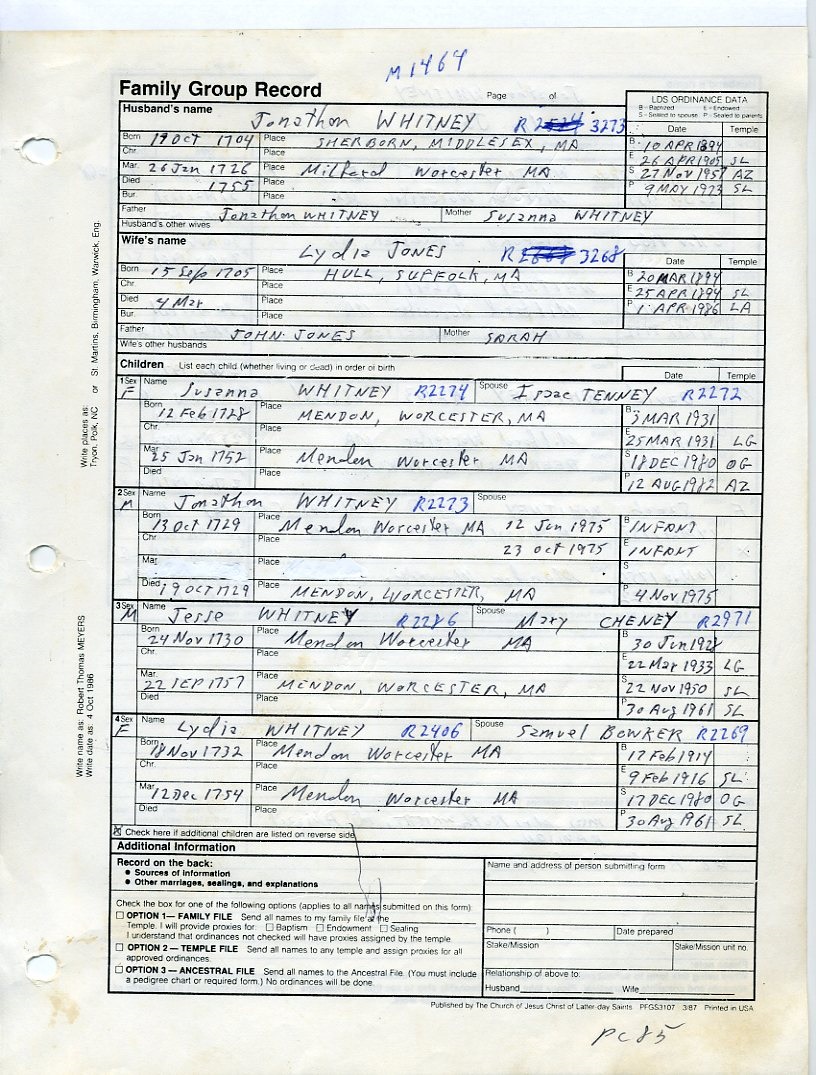 M1464
Family Group Record
Page of
LDS ORDINANCE DATA
B - Baptized E - Endowed
S - Sealed to spouse P - Sealed to parents
Husband's name
Jonathon WHITNEY R 3273
Date Temple
Born 19 Oct 1704 Place SHERBORN, MIDDLESEX, MA B 10 APR 1894
Chr. Place E 26 APR 1905 SL
Mar. 26 Jan 1726 Place Milford Worcester MA S 27 Nov 1957 AZ
Died 1755 Place P 9 MAY 1973 SL
Bur. Place
Father Jonathon WHITNEY Mother Susanna WHITNEY
Husband's other wives
Wife's name
Lydia JONES R 3268
Date Temple
Born 15 Sep 1705 Place HULL, SUFFOLK, MA B 20 MAR 1894
Chr. Place E 25 APR 1894 SL
Died 4 Mar Place P 1 APR 1986 LA
Bur. Place
Father JOHN JONES Mother SARAH
Wife's other husbands
Children List each child (whether living or dead) in order of birth
Date Temple
1 Sex F Name Susanna WHITNEY R2274 Spouse Isaac TENNEY R2272
Born 12 Feb 1728 Place MENDON, WORCESTER, MA B 3 MAR 1931
Chr. Place E 25 MAR 1931 LG
Mar. 25 Jan 1752 Place Mendon Worcester MA S 18 DEC 1980 OG
Died Place P 12 AUG 1982 AZ
2 Sex M Name Jonathon WHITNEY R2273 Spouse
Born 13 Oct 1729 Place Mendon Worcester MA 12 Jun 1975 B INFANT
Chr. Place 23 Oct 1975 E INFANT
Mar. Place S
Died 19 OCT 1729 Place MENDON, WORCESTER, MA P 4 Nov 1975
3 Sex M Name Jesse WHITNEY R2286 Spouse Mary CHENEY R2971
Born 24 Nov 1730 Place Mendon Worcester MA B 30 Jun 1928
Chr. Place E 22 Mar 1933 LG
Mar. 22 SEP 1757 Place MENDON, WORCESTER, MA S 22 Nov 1950 SL
Died Place P 30 Aug 1961 SL
4 Sex F Name Lydia WHITNEY R2406 Spouse Samuel BOWKER R2269
Born 18 Nov 1732 Place Mendon Worcester MA B 17 Feb 1914
Chr. Place E 9 Feb 1916 SL
Mar. 12 Dec 1754 Place Mendon Worcester MA S 17 DEC 1980 OG
Died Place P 30 Aug 1961 SL
Check here if additional children are listed on reverse side
Additional Information
Record on the back:
• Sources of Information
• Other marriages, sealings, and explanations
Name and address of person submitting form
Check the box for one of the following options (applies to all names submitted on this form):
OPTION 1— FAMILY FILE Send all names to my family file at the
Temple. I will provide proxies for: Baptism Endowment Sealing
I understand that ordinances not checked will have proxies assigned by the temple
OPTION 2 — TEMPLE FILE Send all names to any temple and assign proxies for all
approved ordinances.
OPTION 3 — ANCESTRAL FILE Send all names to the Ancestral File. (You must include
a pedigree chart or required form.) No ordinances will be done.
Phone ( ) Date prepared
Stake/Mission Stake/Mission unit no.
Relationship of above to:
Husband Wife
Published by The Church of Jesus Christ of Latter-day Saints PFGS3107 3/87 Printed in USA
PC85
Write places as: Tryon, Polk, NC or St. Martins, Birmingham, Warwick, Eng.
Write name as: Robert Thomas MEYERS
Write date as: 4 Oct 1986